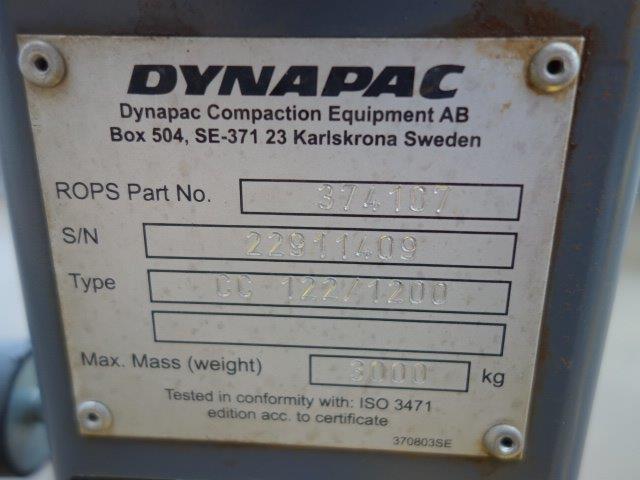 DYNAPAC
Dynapac Compaction Equipment AB
Box 504, SE-371 23 Karlskrona Sweden
ROPS Part No. 374107
S/N 22911409
Type CC 122/1200
Max. Mass (weight) 3000 kg
Tested in conformity with: ISO 3471
edition acc. to certificate
370803SE